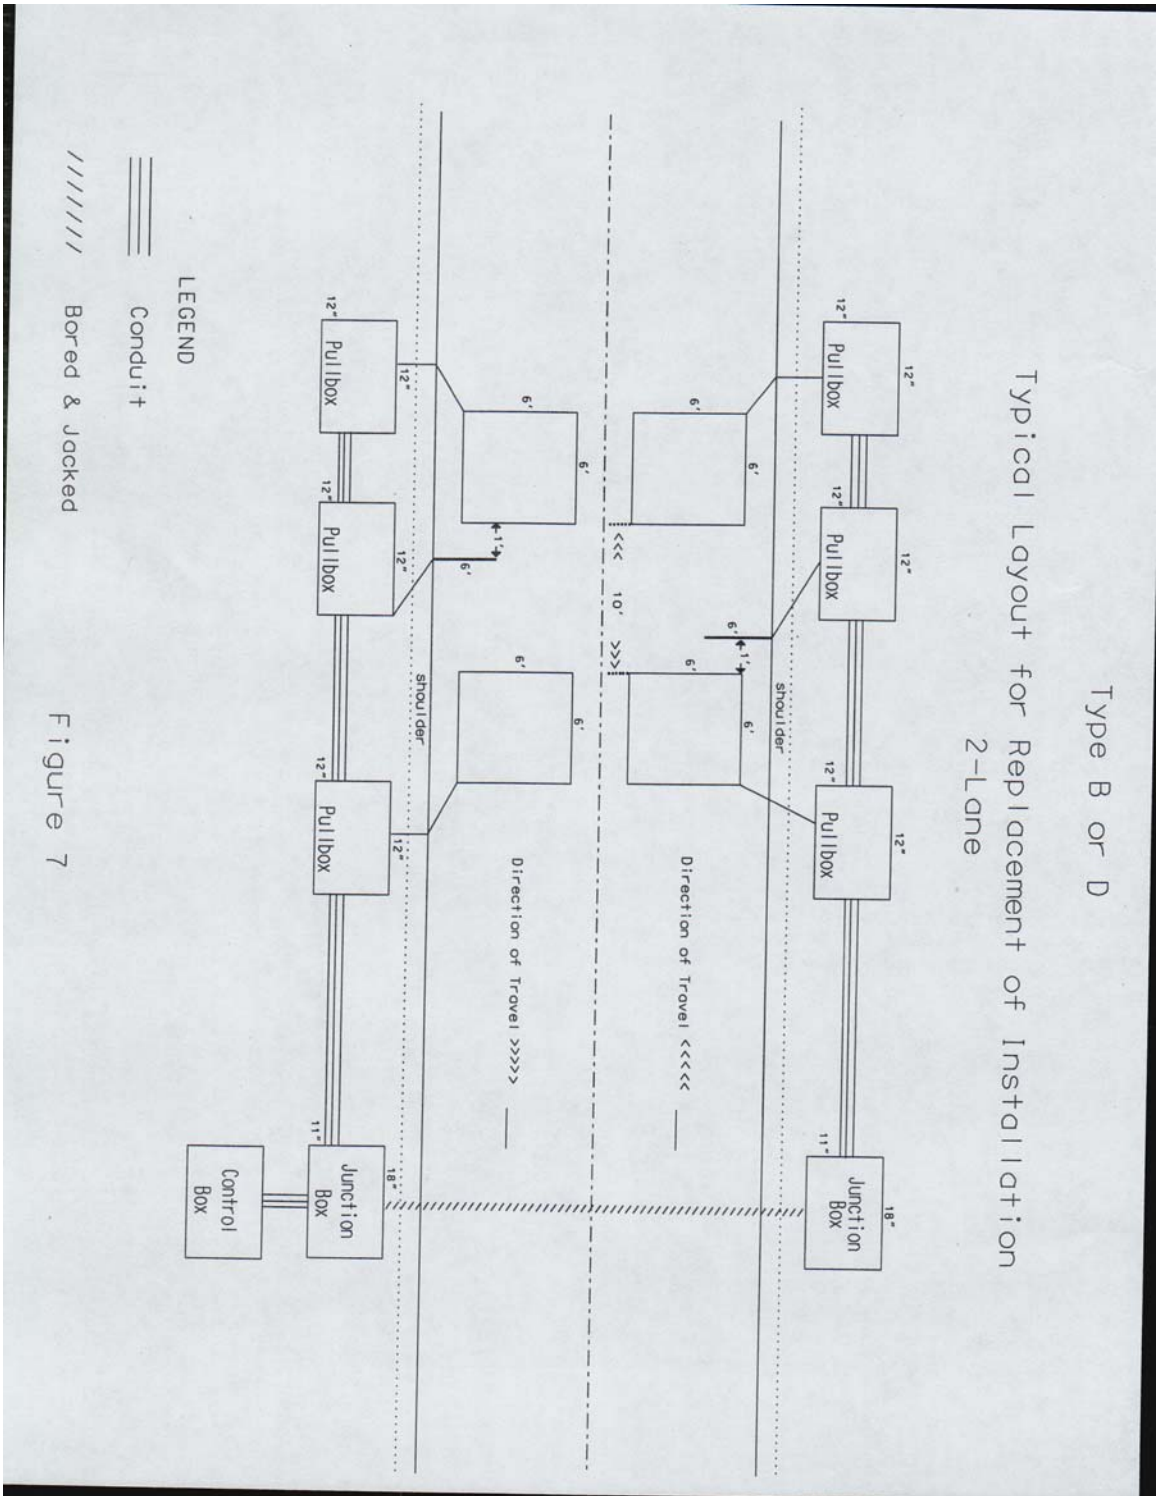 Type B or D
Typical Layout for Replacement of Installation
2-Lane
12" 12" 12" 18"
12" 12" 12" 11"
Pullbox Pullbox Pullbox Junction Box
shoulder
6' 1' 6' 6'
6' 6'
Direction of Travel <<<<<
<<< 10' >>>
6' 6'
6' 1' 6' 6'
Direction of Travel >>>>>
shoulder
12" 12" 12" 18"
12" 12" 12" 11"
Pullbox Pullbox Pullbox Junction Box
Control Box
LEGEND
Conduit
/////// Bored & Jacked
Figure 7